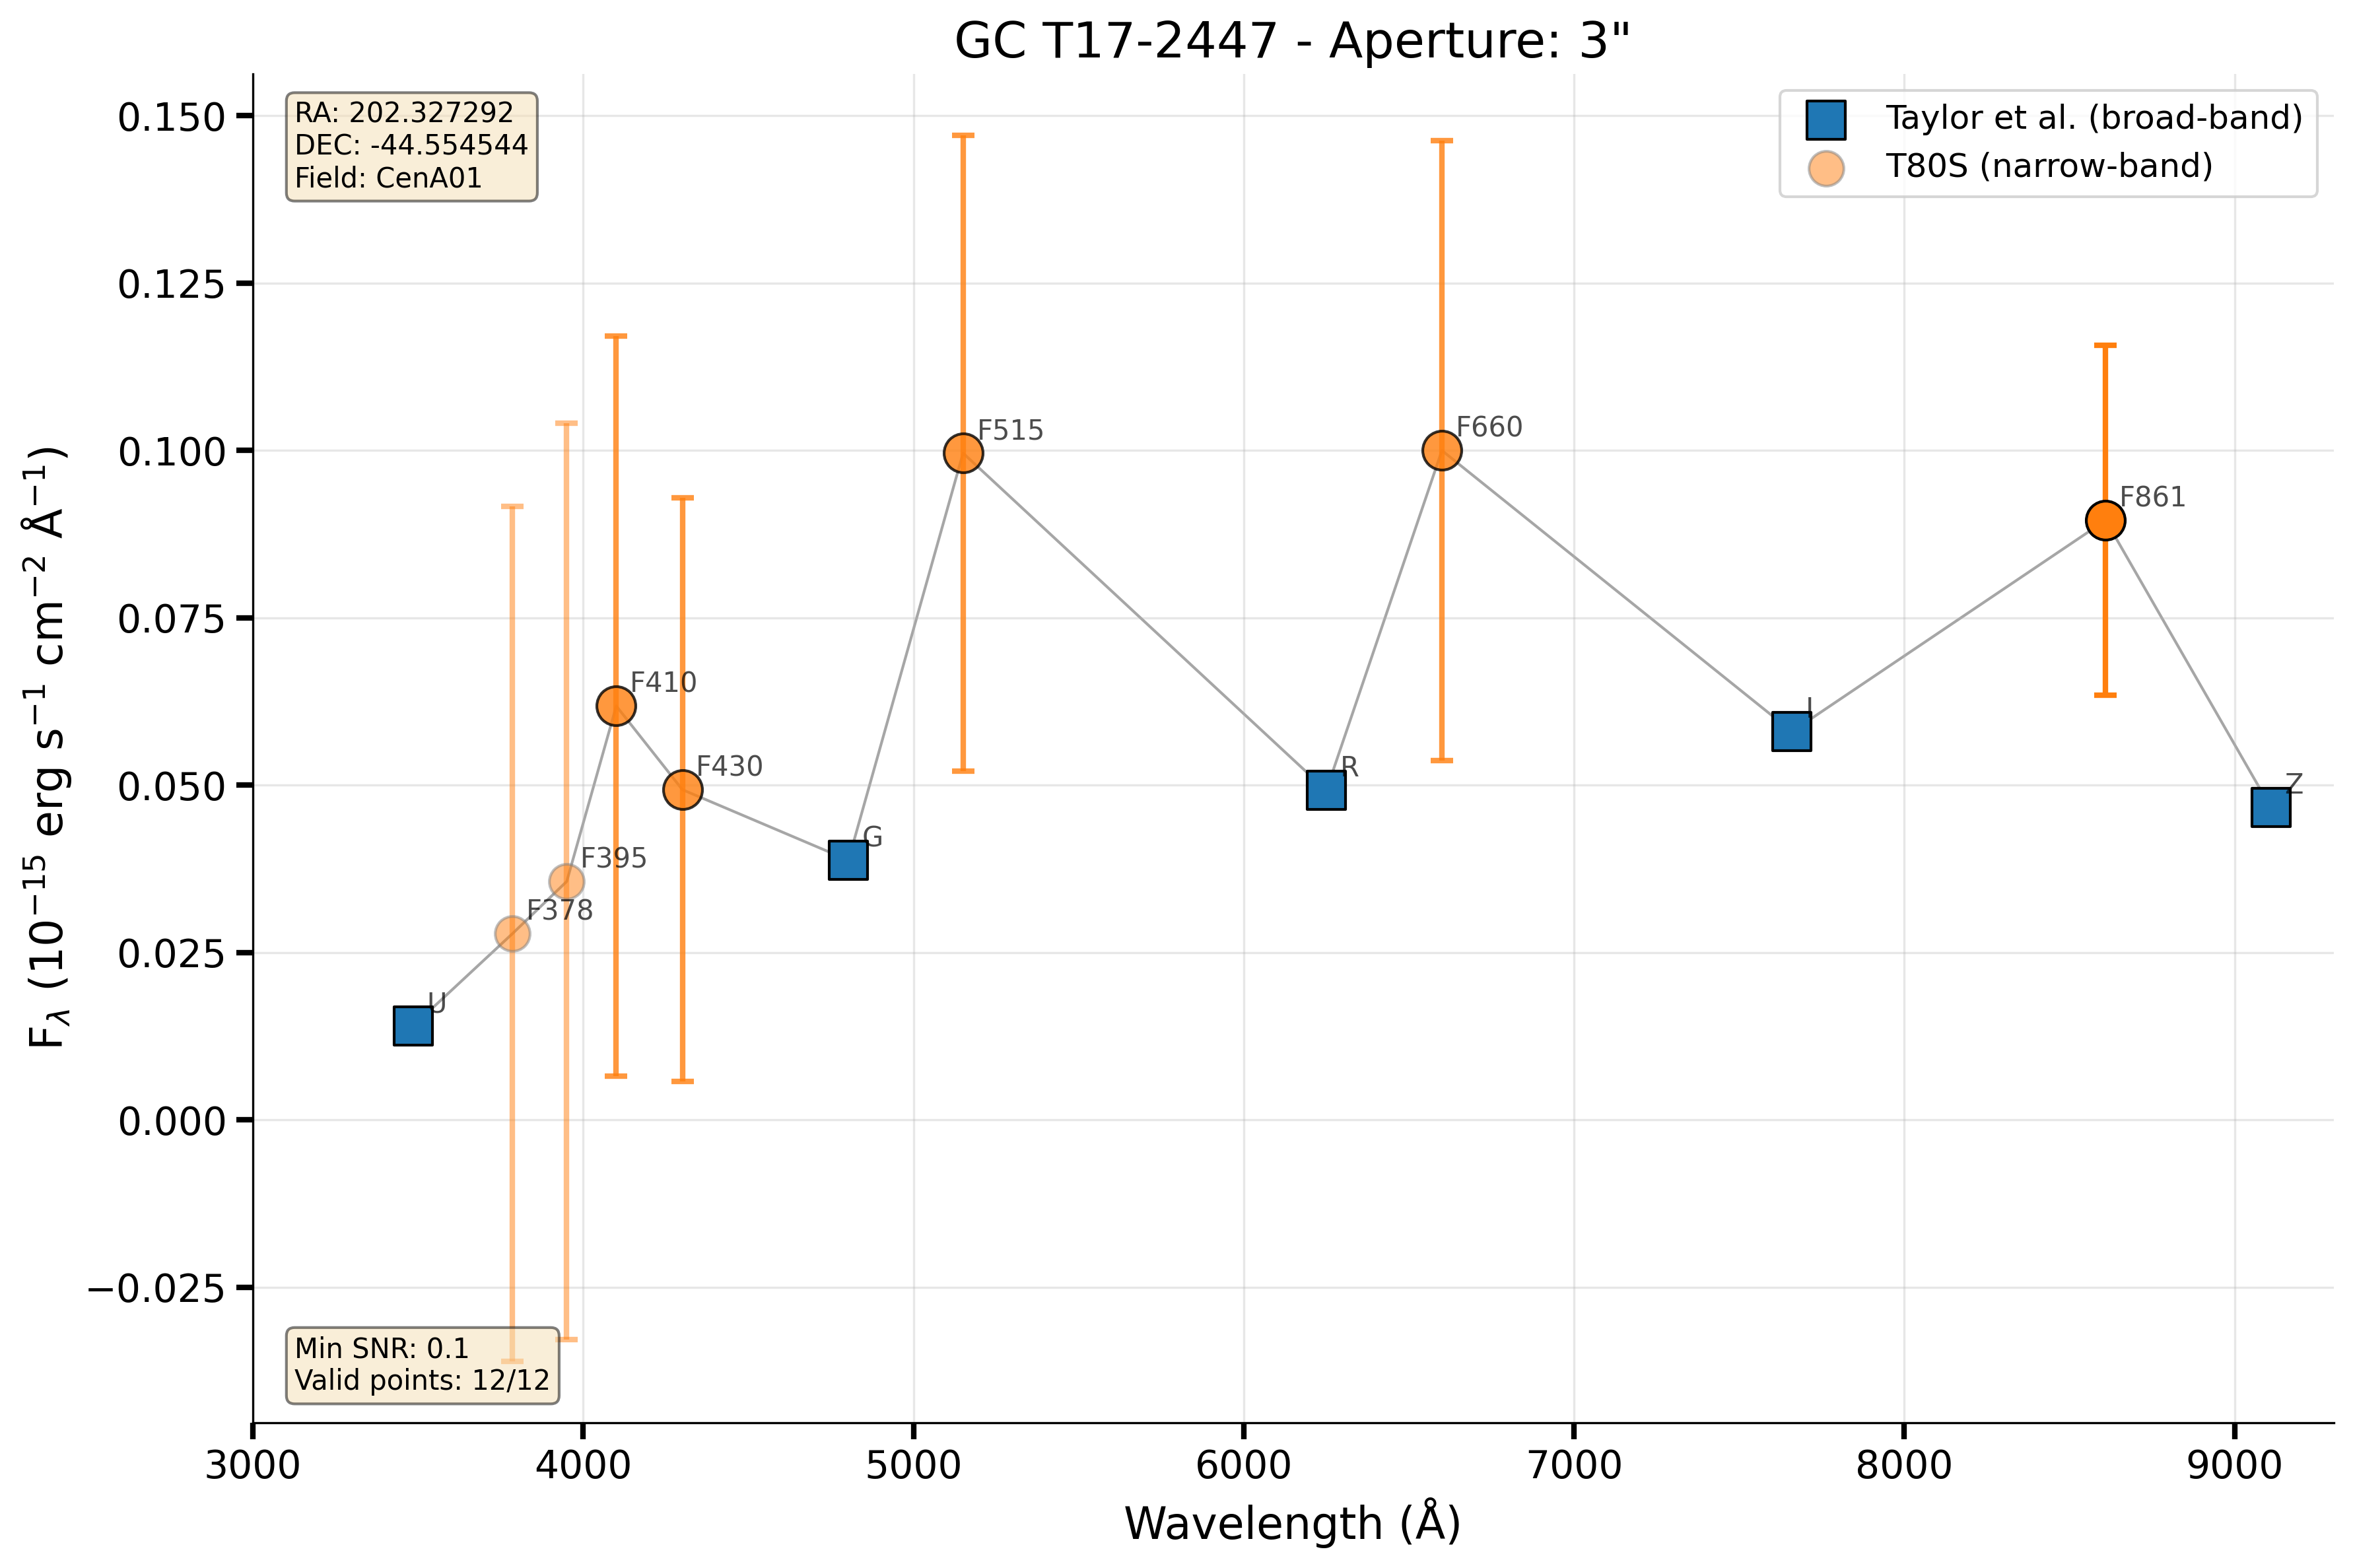 GC T17-2447 - Aperture: 3"
RA: 202.327292
DEC: -44.554544
Field: CenA01
Taylor et al. (broad-band)
T80S (narrow-band)
0.150
0.125
0.100
0.075
0.050
0.025
0.000
−0.025
F515
F660
F861
F410
F430
I
R
Z
G
F395
F378
U
Min SNR: 0.1
Valid points: 12/12
3000 4000 5000 6000 7000 8000 9000
Wavelength (Å)
Fλ (10⁻¹⁵ erg s⁻¹ cm⁻² Å⁻¹)